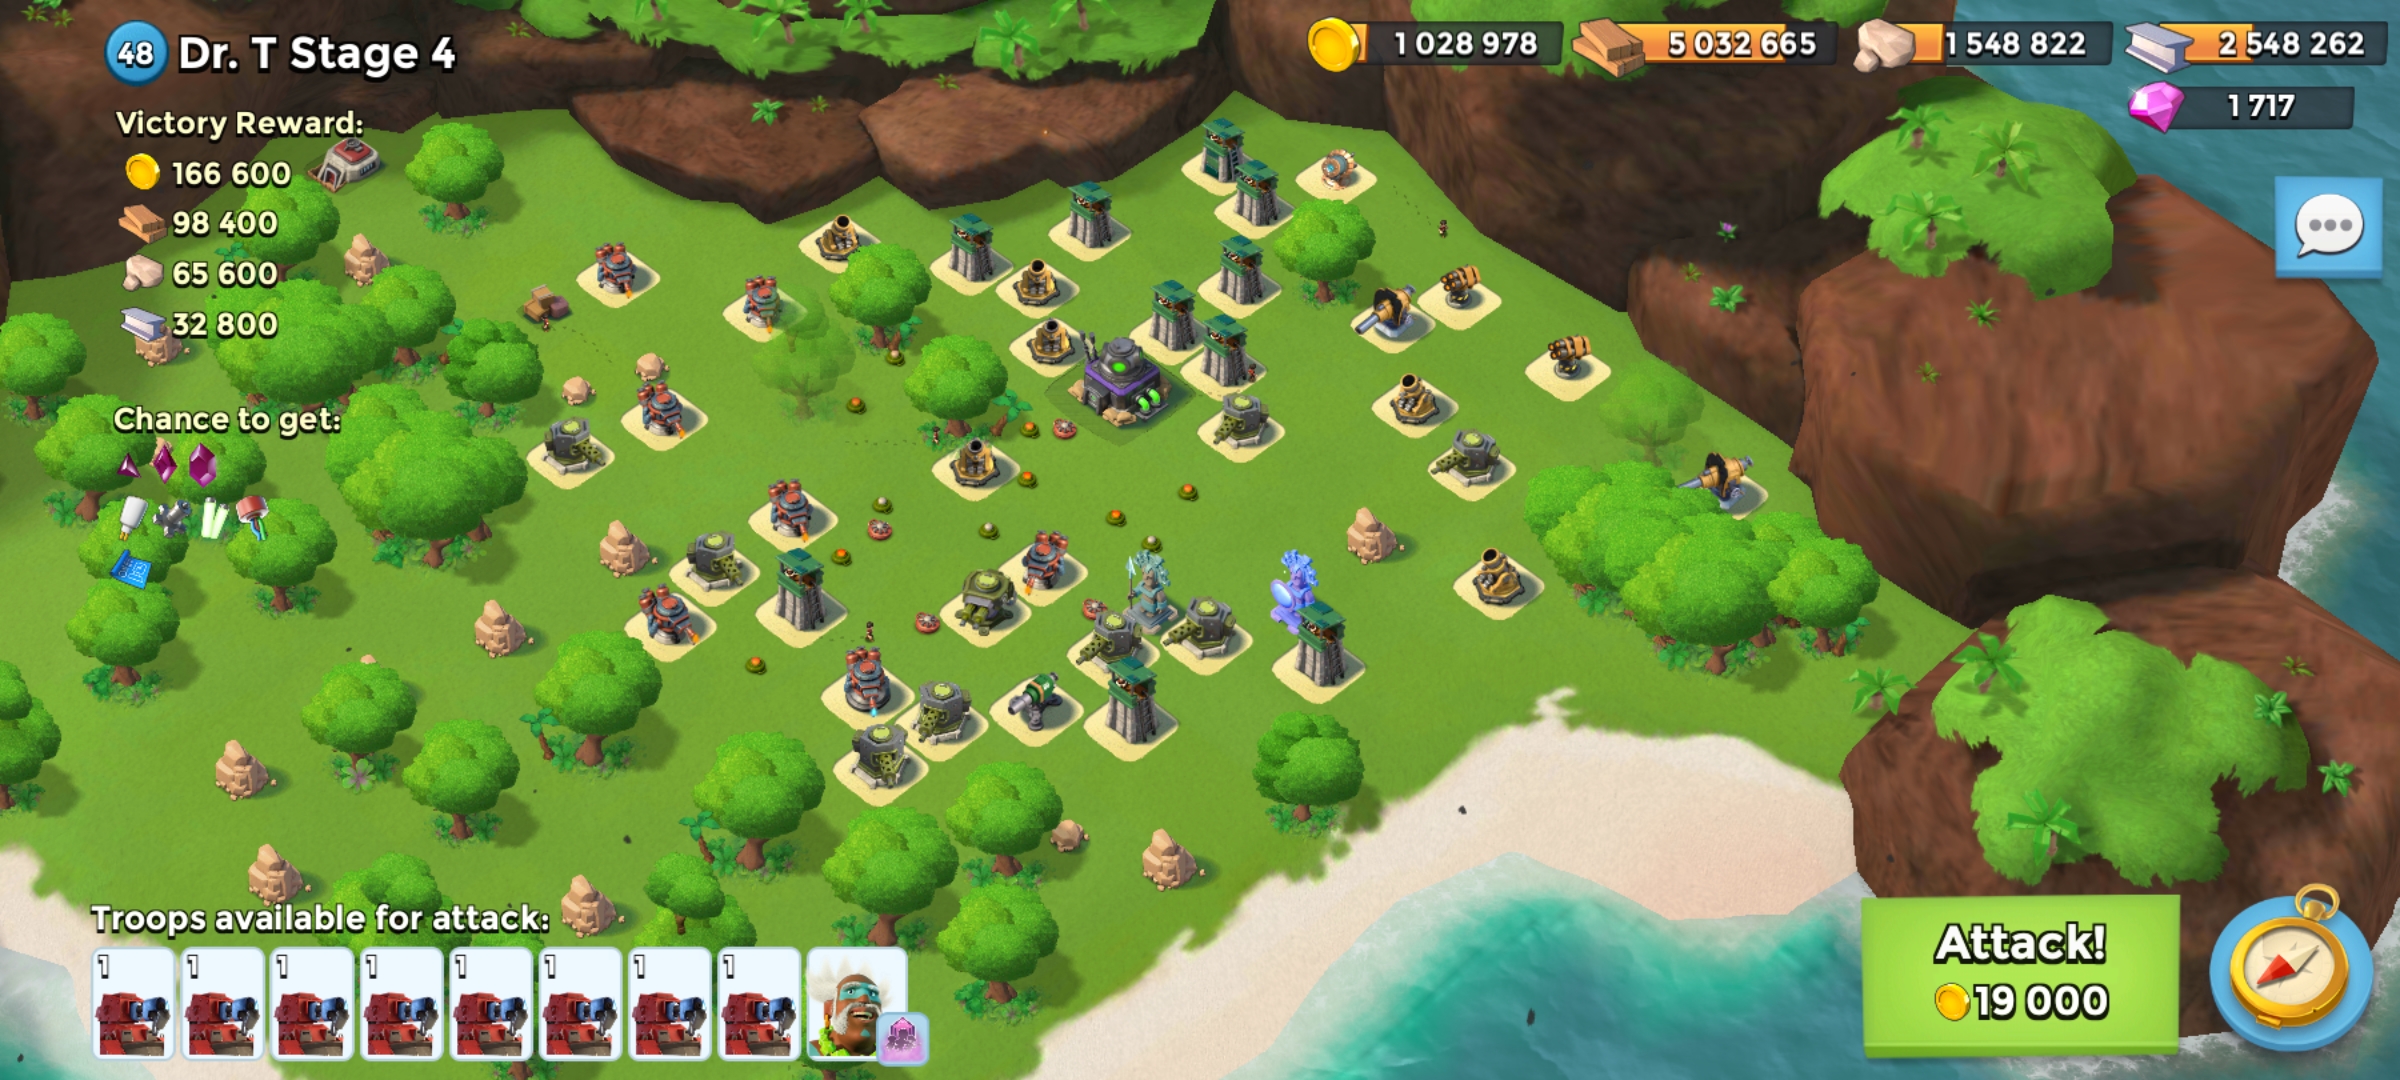 48 Dr. T Stage 4
1 028 978
5 032 665
1 548 822
2 548 262
1 717
Victory Reward:
166 600
98 400
65 600
32 800
Chance to get:
Troops available for attack:
1 1 1 1 1 1 1 1
Attack!
19 000